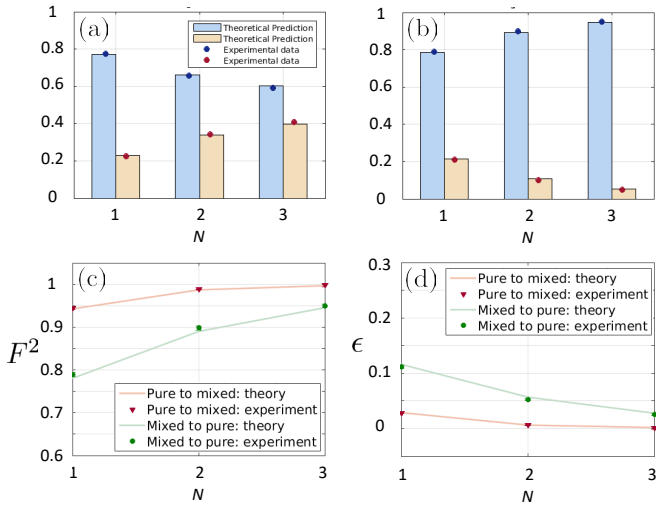 (a)
1
0.8
0.6
0.4
0.2
0
Theoretical Prediction
Theoretical Prediction
Experimental data
Experimental data
1 2 3
N
(b)
1
0.8
0.6
0.4
0.2
0
1 2 3
N
(c)
1
0.9
0.8
0.9
0.6
F²
Pure to mixed: theory
Pure to mixed: experiment
Mixed to pure: theory
Mixed to pure: experiment
1 2 3
N
(d)
0.3
0.2
0.1
0.1
0
ϵ
Pure to mixed: theory
Pure to mixed: experiment
Mixed to pure: theory
Mixed to pure: experiment
1 2 3
N